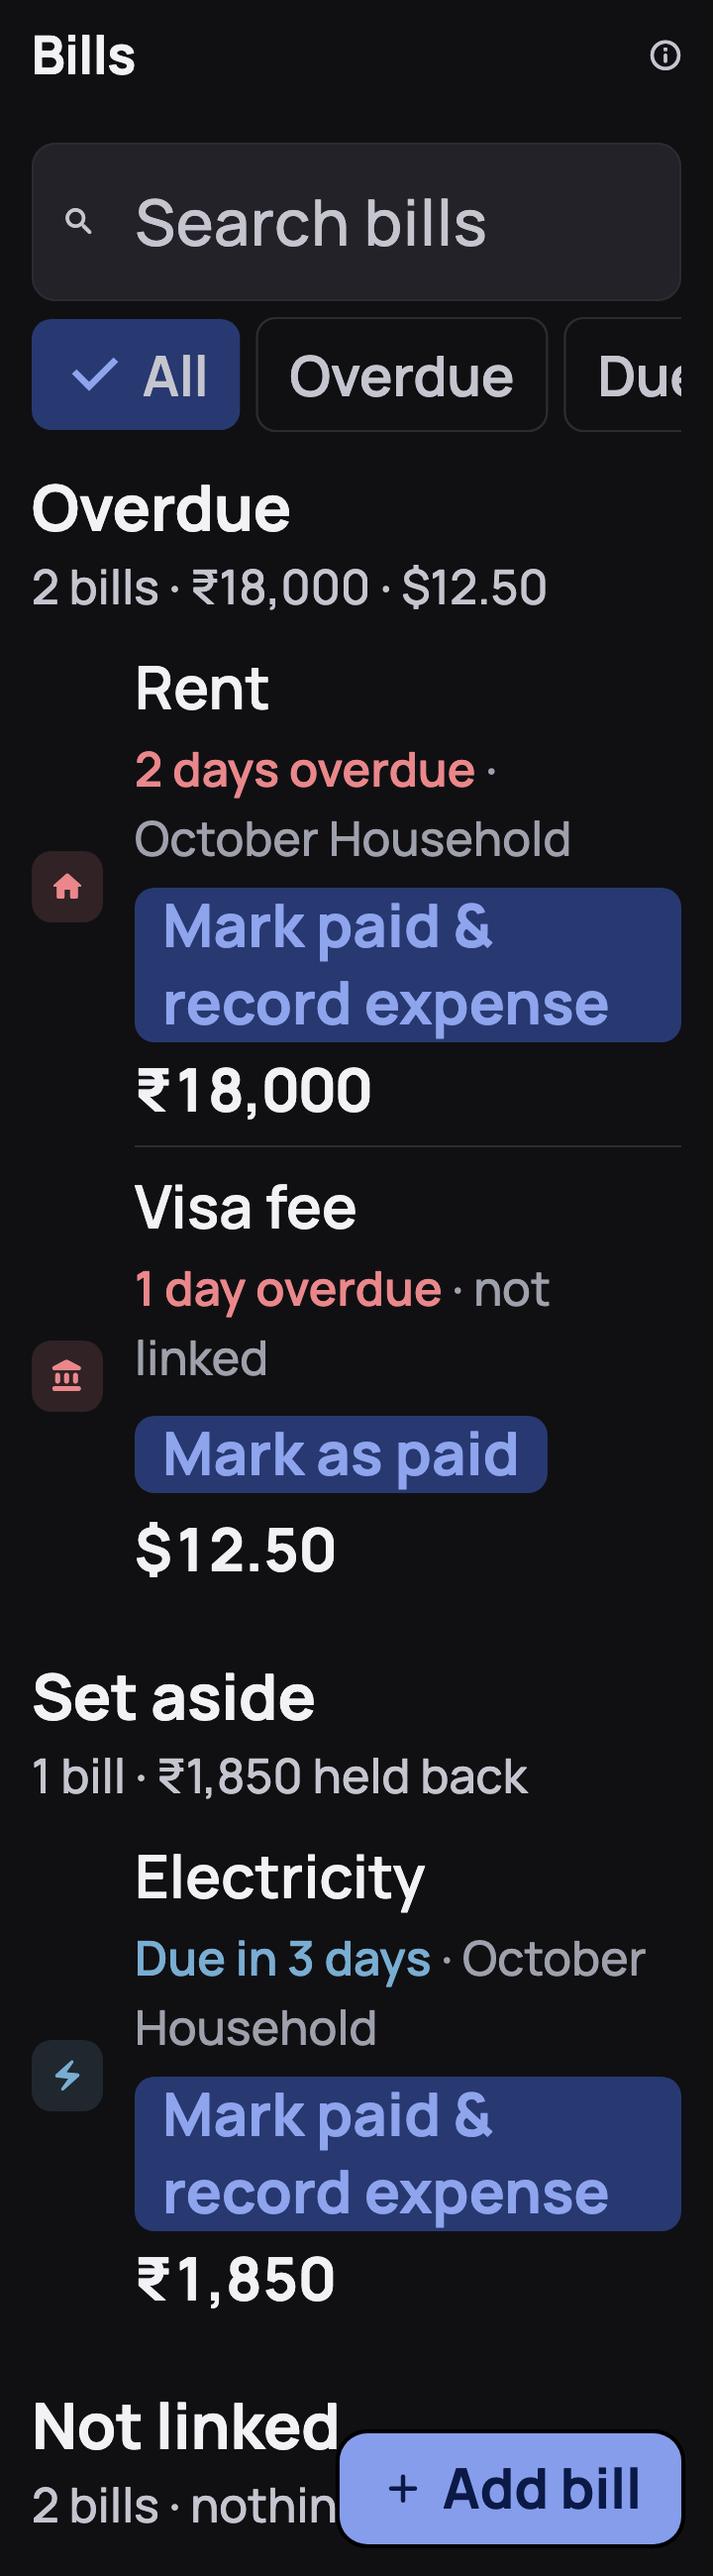 Bills
Search bills
All
Overdue
Due
Overdue
2 bills · ₹18,000 · $12.50
Rent
2 days overdue ·
October Household
Mark paid &
record expense
₹18,000
Visa fee
1 day overdue · not
linked
Mark as paid
$12.50
Set aside
1 bill · ₹1,850 held back
Electricity
Due in 3 days · October
Household
Mark paid &
record expense
₹1,850
Not linked
2 bills · nothin
+ Add bill